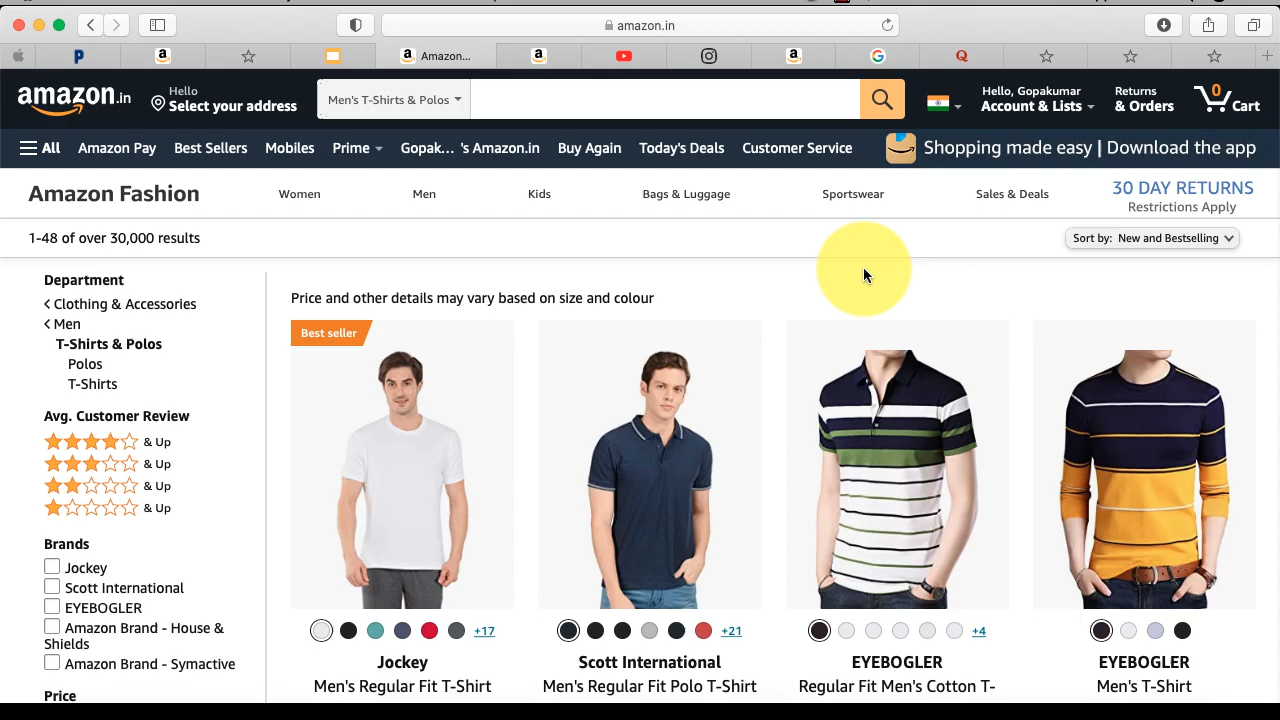 amazon.in
Amazon...
amazon.in
Hello
Select your address
Men's T-Shirts & Polos
Hello, Gopakumar
Account & Lists
Returns
& Orders
0
Cart
All
Amazon Pay
Best Sellers
Mobiles
Prime
Gopak... 's Amazon.in
Buy Again
Today's Deals
Customer Service
Shopping made easy | Download the app
Amazon Fashion
Women
Men
Kids
Bags & Luggage
Sportswear
Sales & Deals
30 DAY RETURNS
Restrictions Apply
1-48 of over 30,000 results
Sort by: New and Bestselling
Department
Clothing & Accessories
Men
T-Shirts & Polos
Polos
T-Shirts
Avg. Customer Review
& Up
& Up
& Up
& Up
Brands
Jockey
Scott International
EYEBOGLER
Amazon Brand - House &
Shields
Amazon Brand - Symactive
Price
Price and other details may vary based on size and colour
Best seller
+17
Jockey
Men's Regular Fit T-Shirt
+21
Scott International
Men's Regular Fit Polo T-Shirt
+4
EYEBOGLER
Regular Fit Men's Cotton T-
EYEBOGLER
Men's T-Shirt